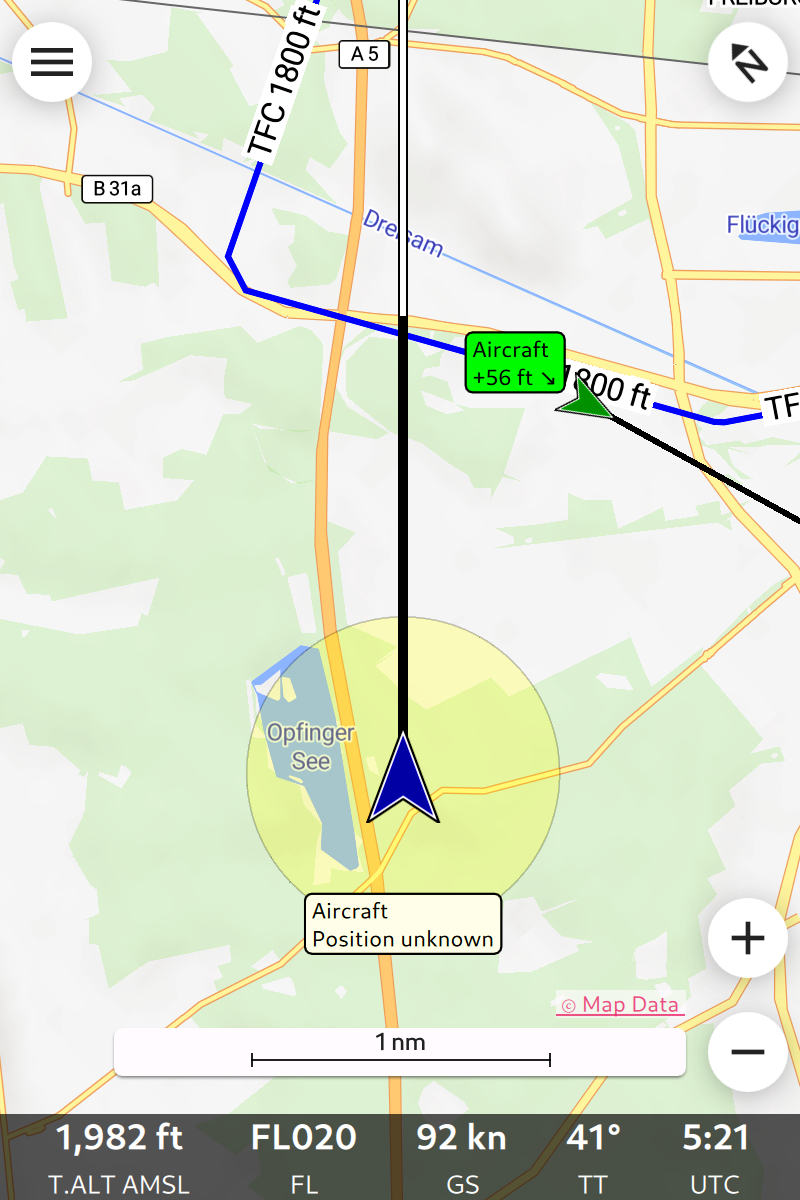 FREIBURG
TFC 1800 ft
A 5
B 31a
Dreisam
Flückig
Aircraft
+56 ft ↘
1800 ft
TF
Opfinger
See
Aircraft
Position unknown
© Map Data
1 nm
1,982 ft FL020 92 kn 41° 5:21
T.ALT AMSL FL GS TT UTC